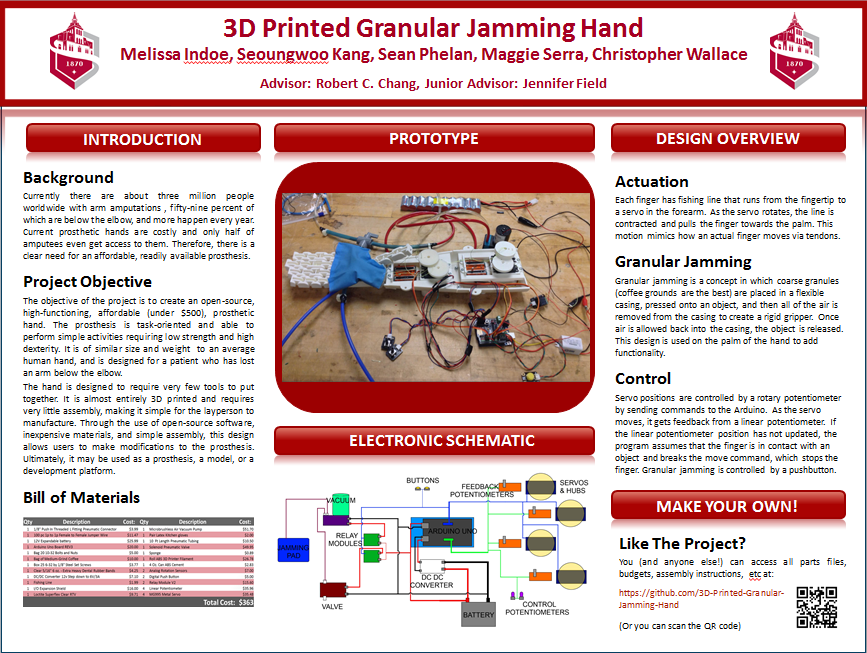 3D Printed Granular Jamming Hand
Melissa Indoe, Seoungwoo Kang, Sean Phelan, Maggie Serra, Christopher Wallace
Advisor: Robert C. Chang, Junior Advisor: Jennifer Field
1870
1870
INTRODUCTION
Background
Currently there are about three million people
worldwide with arm amputations , fifty-nine percent of
which are below the elbow, and more happen every year.
Current prosthetic hands are costly and only half of
amputees even get access to them. Therefore, there is a
clear need for an affordable, readily available prosthesis.
Project Objective
The objective of the project is to create an open-source,
high-functioning, affordable (under $500), prosthetic
hand. The prosthesis is task-oriented and able to
perform simple activities requiring low strength and high
dexterity. It is of similar size and weight to an average
human hand, and is designed for a patient who has lost
an arm below the elbow.
The hand is designed to require very few tools to put
together. It is almost entirely 3D printed and requires
very little assembly, making it simple for the layperson to
manufacture. Through the use of open-source software,
inexpensive materials, and simple assembly, this design
allows users to make modifications to the prosthesis.
Ultimately, it may be used as a prosthesis, a model, or a
development platform.
Bill of Materials
Qty Description Cost: Qty Description Cost:
Total Cost: $363
PROTOTYPE
ELECTRONIC SCHEMATIC
BUTTONS
FEEDBACK
POTENTIOMETERS
SERVOS
& HUBS
VACUUM
RELAY
MODULES
ARDUINO UNO
JAMMING
PAD
DC DC
CONVERTER
VALVE
BATTERY
CONTROL
POTENTIOMETERS
DESIGN OVERVIEW
Actuation
Each finger has fishing line that runs from the fingertip to
a servo in the forearm. As the servo rotates, the line is
contracted and pulls the finger towards the palm. This
motion mimics how an actual finger moves via tendons.
Granular Jamming
Granular jamming is a concept in which coarse granules
(coffee grounds are the best) are placed in a flexible
casing, pressed onto an object, and then all of the air is
removed from the casing to create a rigid gripper. Once
air is allowed back into the casing, the object is released.
This design is used on the palm of the hand to add
functionality.
Control
Servo positions are controlled by a rotary potentiometer
by sending commands to the Arduino. As the servo
moves, it gets feedback from a linear potentiometer. If
the linear potentiometer position has not updated, the
program assumes that the finger is in contact with an
object and breaks the move command, which stops the
finger. Granular jamming is controlled by a pushbutton.
MAKE YOUR OWN!
Like The Project?
You (and anyone else!) can access all parts files,
budgets, assembly instructions, etc at:
https://github.com/3D-Printed-Granular-
Jamming-Hand
(Or you can scan the QR code)